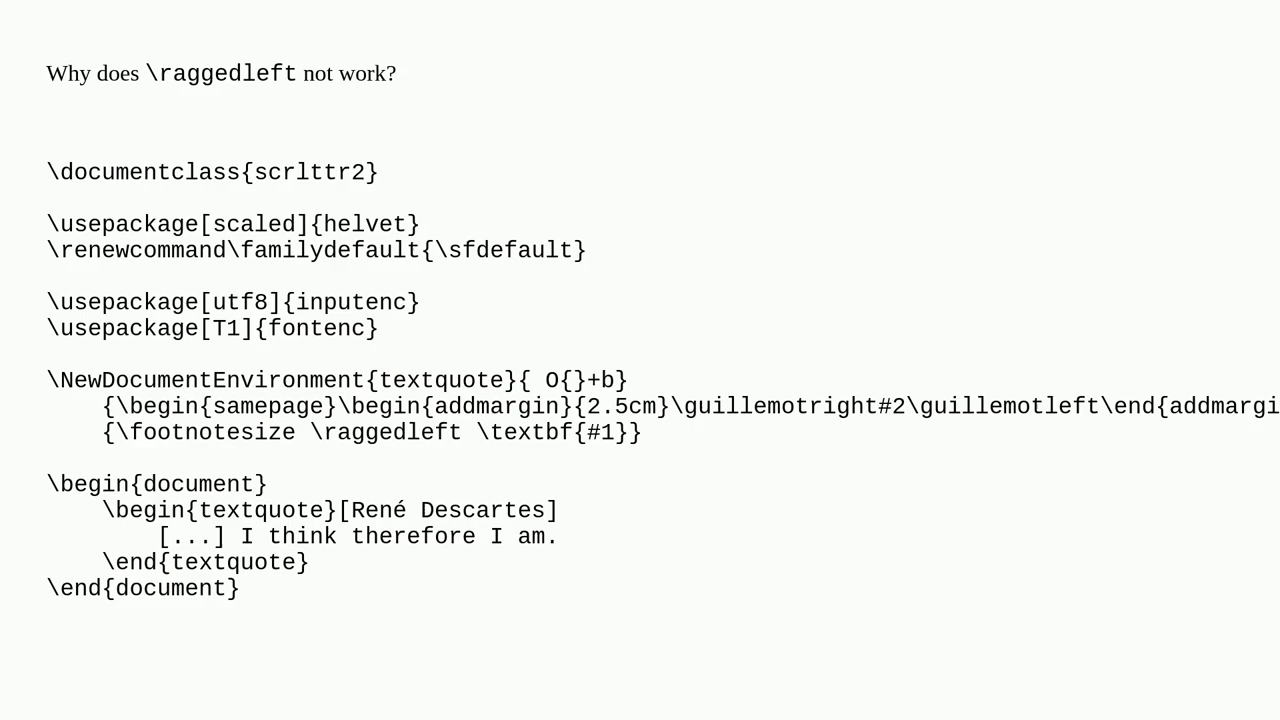 Why does \raggedleft not work?
\documentclass{scrlttr2}
\usepackage[scaled]{helvet}
\renewcommand\familydefault{\sfdefault}
\usepackage[utf8]{inputenc}
\usepackage[T1]{fontenc}
\NewDocumentEnvironment{textquote}{ O{}+b}
{\begin{samepage}\begin{addmargin}{2.5cm}\guillemotright#2\guillemotleft\end{addmargi
{\footnotesize \raggedleft \textbf{#1}}
\begin{document}
\begin{textquote}[René Descartes]
[...] I think therefore I am.
\end{textquote}
\end{document}